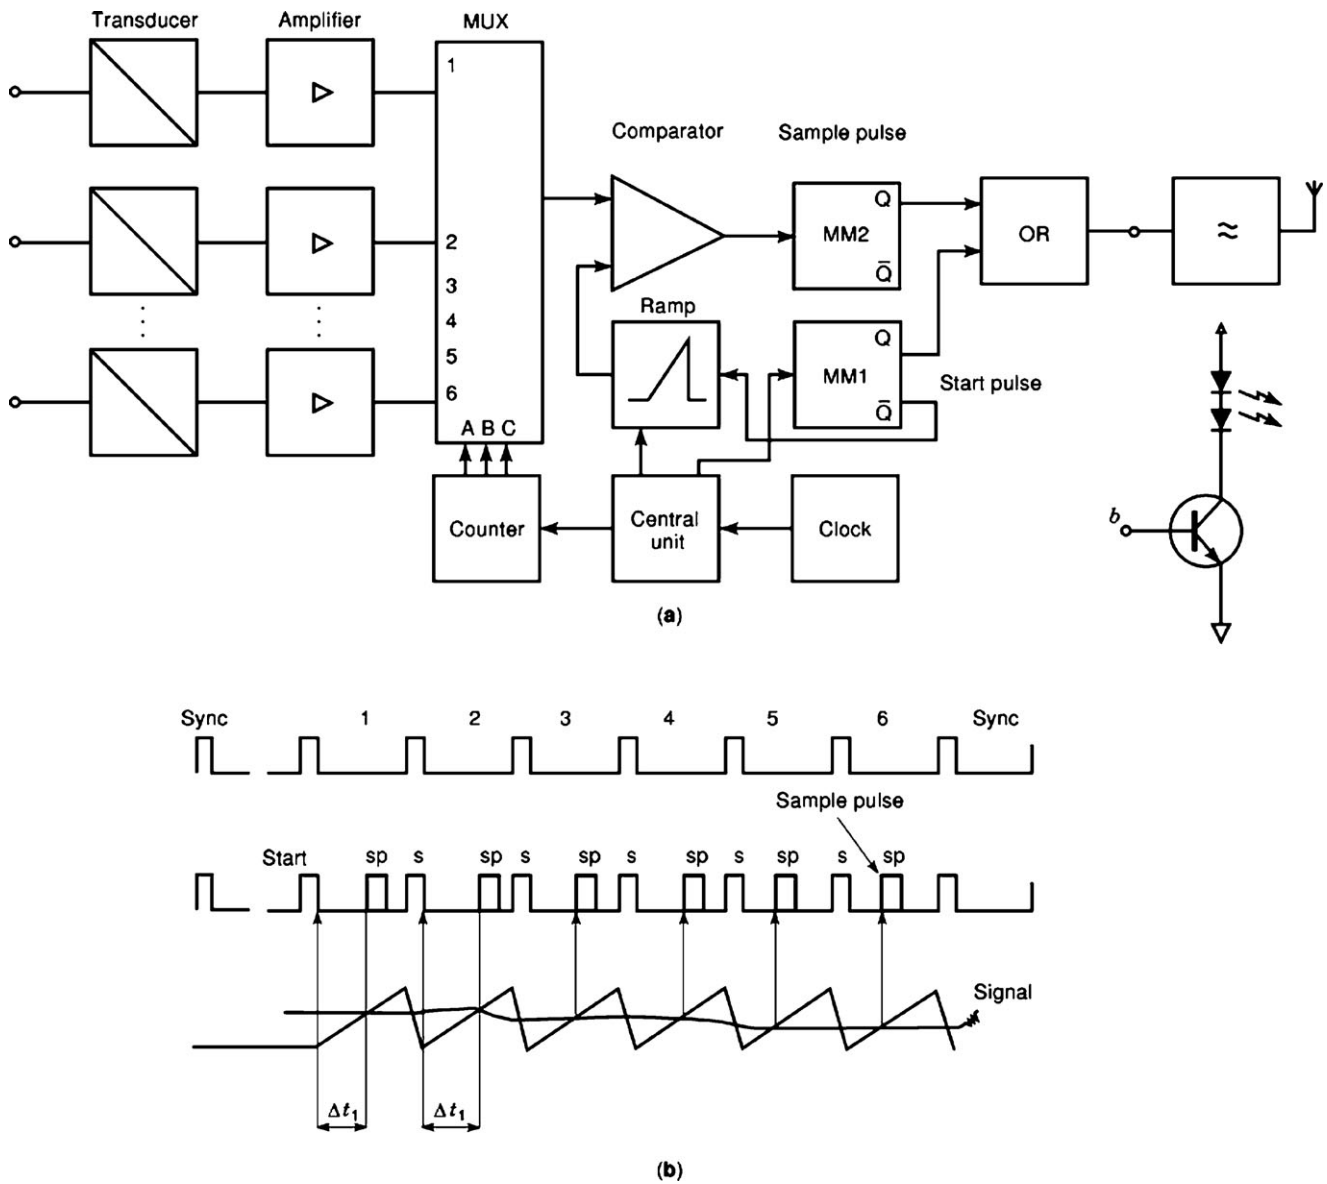 Transducer Amplifier MUX
1
Comparator Sample pulse
Q
MM2
Q̅
OR
≈
2
3
4
5
6
Ramp
Q
MM1
Q̅
Start pulse
A B C
Counter
Central
unit
Clock
b
(a)
Sync 1 2 3 4 5 6 Sync
Sample pulse
Start sp s sp s sp s sp s sp s sp
Signal
Δt₁ Δt₁
(b)